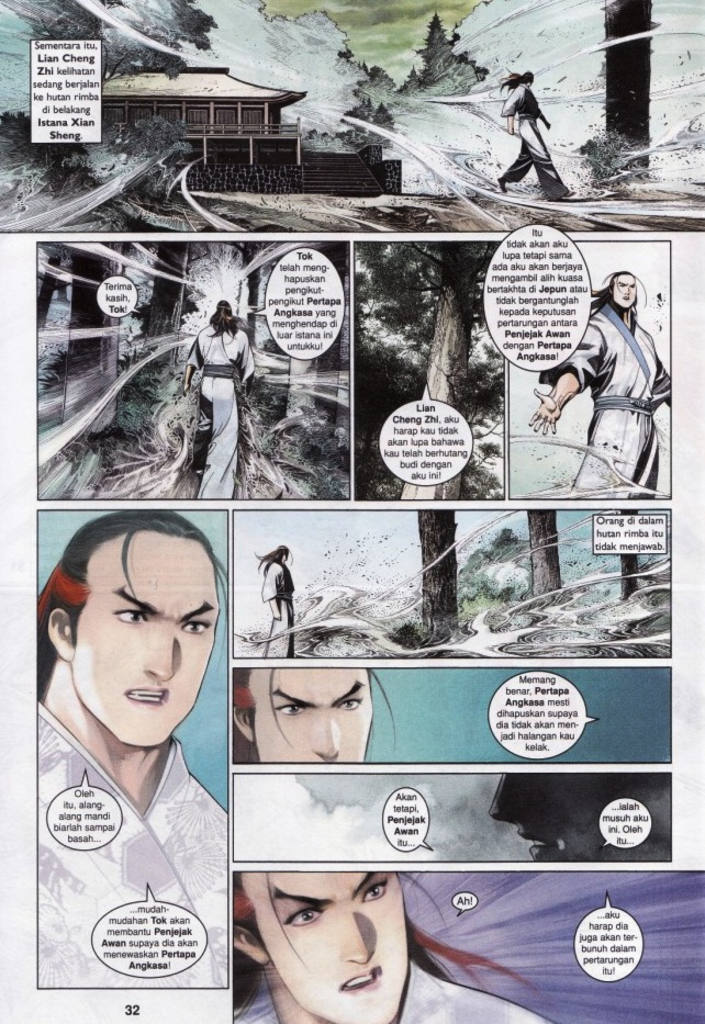 Sementara itu,
Lian Cheng
Zhi kelihatan
sedang berjalan
ke hutan rimba
di belakang
Istana Xian
Sheng.
Terima
kasih,
Tok!
Tok
telah meng-
hapuskan
pengikut-
pengikut Pertapa
Angkasa yang
menghendap di
luar istana ini
untukku!
Lian
Cheng Zhi, aku
harap kau tidak
akan lupa bahawa
kau telah berhutang
budi dengan
aku ini!
Itu
tidak akan aku
lupa tetapi sama
ada aku akan berjaya
mengambil alih kuasa
bertakhta di Jepun atau
tidak bergantunglah
kepada keputusan
pertarungan antara
Penjejak Awan
dengan Pertapa
Angkasa!
Oleh
itu, alang-
alang mandi
biarlah sampai
basah...
...mudah-
mudahan Tok akan
membantu Penjejak
Awan supaya dia akan
menewaskan Pertapa
Angkasa!
Orang di dalam
hutan rimba itu
tidak menjawab.
Memang
benar, Pertapa
Angkasa mesti
dihapuskan supaya
dia tidak akan men-
jadi halangan kau
kelak.
Akan
tetapi,
Penjejak
Awan
itu...
...ialah
musuh aku
ini. Oleh
itu...
Ah!
...aku
harap dia
juga akan ter-
bunuh dalam
pertarungan
itu!
32